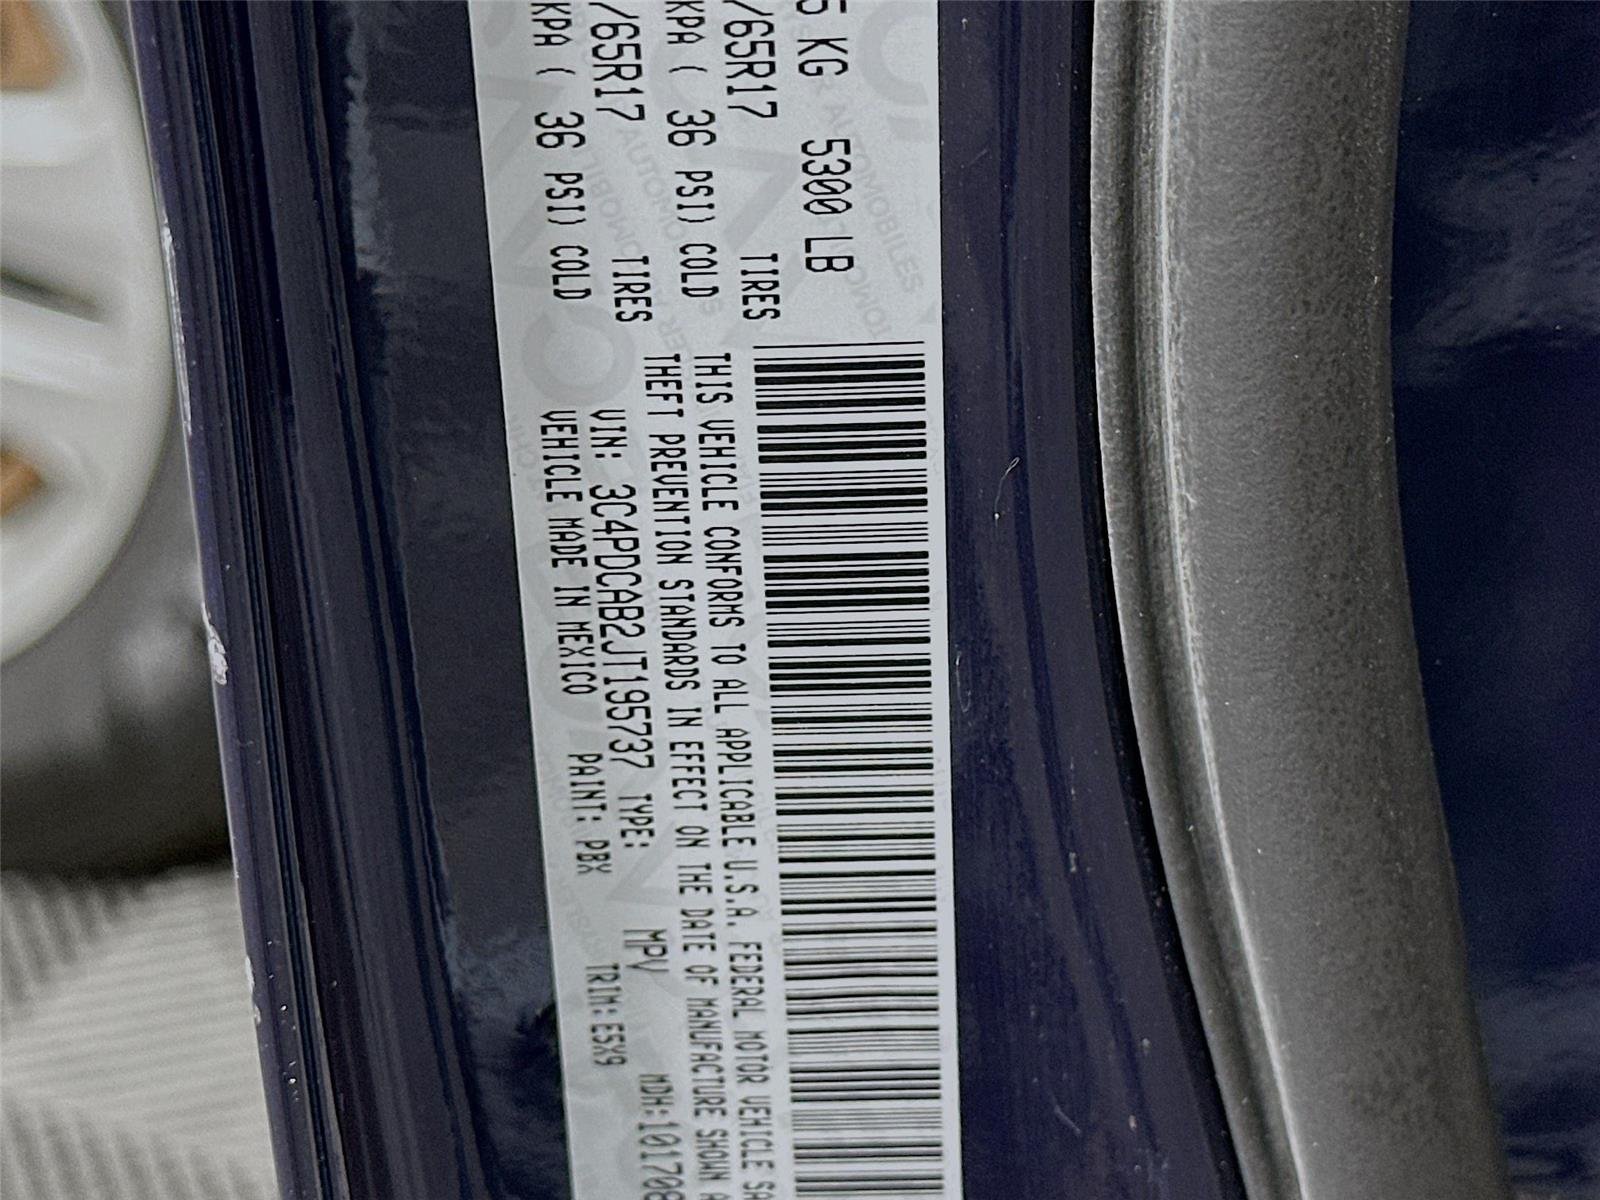 5 KG 5300 LB
/65R17 TIRES
KPA ( 36 PSI) COLD
/65R17 TIRES
KPA ( 36 PSI) COLD
THIS VEHICLE CONFORMS TO ALL APPLICABLE U.S.A. FEDERAL MOTOR VEHICLE SA
THEFT PREVENTION STANDARDS IN EFFECT ON THE DATE OF MANUFACTURE SHOWN A
VIN: 3C4PDCAB2JT195737 TYPE: MPV
VEHICLE MADE IN MEXICO PAINT: PBX TRIM: E5X9 MDH: 101708